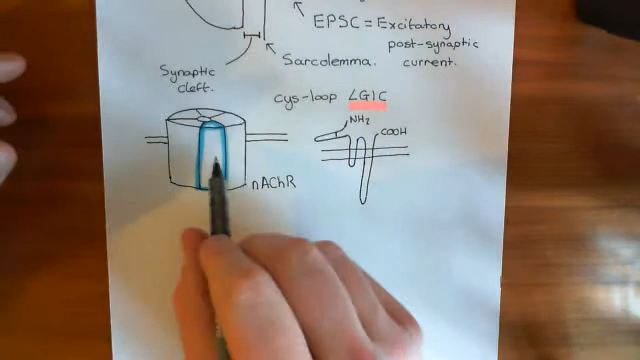 EPSC = Excitatory
post-synaptic
current.
Sarcolemma.
Synaptic
cleft.
cys-loop LGIC
NH2
COOH
nAChR